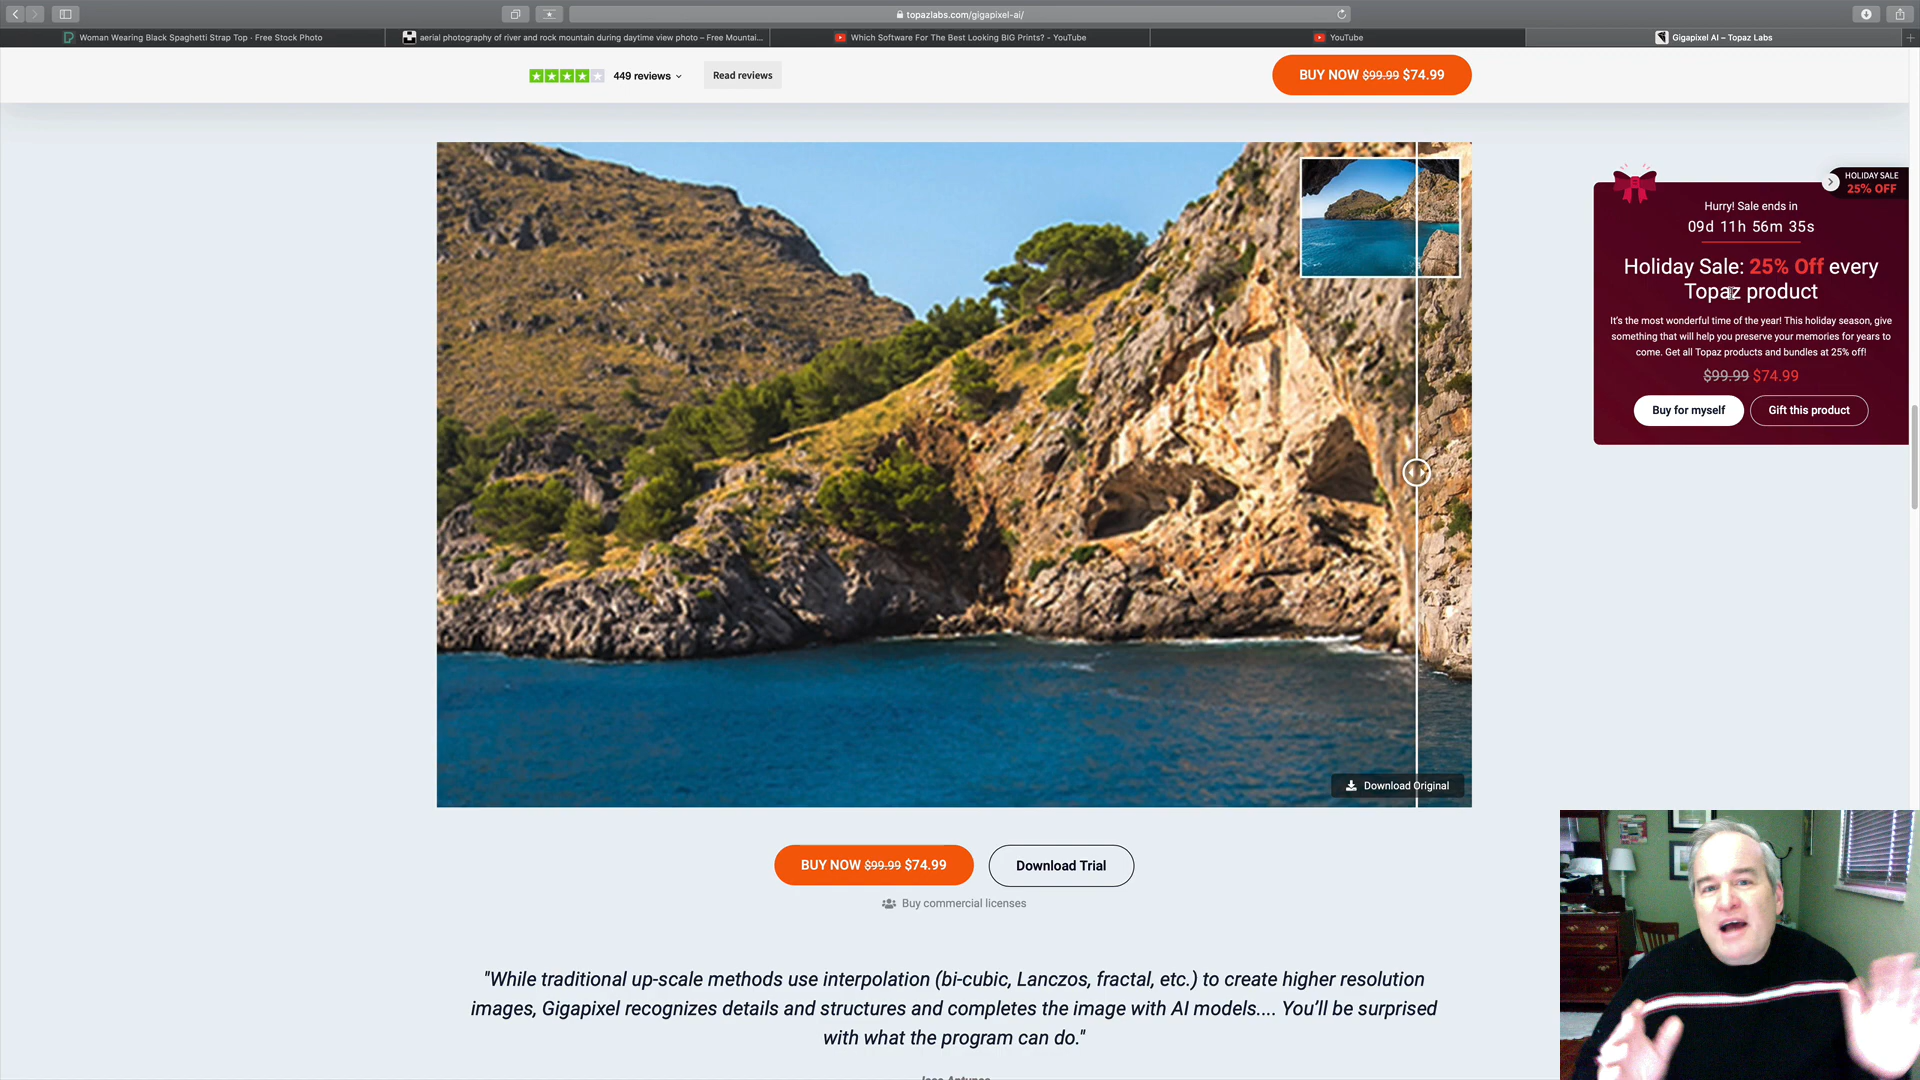 topazlabs.com/gigapixel-ai/
Woman Wearing Black Spaghetti Strap Top · Free Stock Photo
aerial photography of river and rock mountain during daytime view photo – Free Mountai...
Which Software For The Best Looking BIG Prints? - YouTube
YouTube
Gigapixel AI – Topaz Labs
449 reviews
Read reviews
BUY NOW $99.99 $74.99
HOLIDAY SALE
25% OFF
Hurry! Sale ends in
09d 11h 56m 35s
Holiday Sale: 25% Off every
Topaz product
It's the most wonderful time of the year! This holiday season, give
something that will help you preserve your memories for years to
come. Get all Topaz products and bundles at 25% off!
$99.99 $74.99
Buy for myself
Gift this product
Download Original
BUY NOW $99.99 $74.99
Download Trial
Buy commercial licenses
"While traditional up-scale methods use interpolation (bi-cubic, Lanczos, fractal, etc.) to create higher resolution
images, Gigapixel recognizes details and structures and completes the image with AI models.... You'll be surprised
with what the program can do."